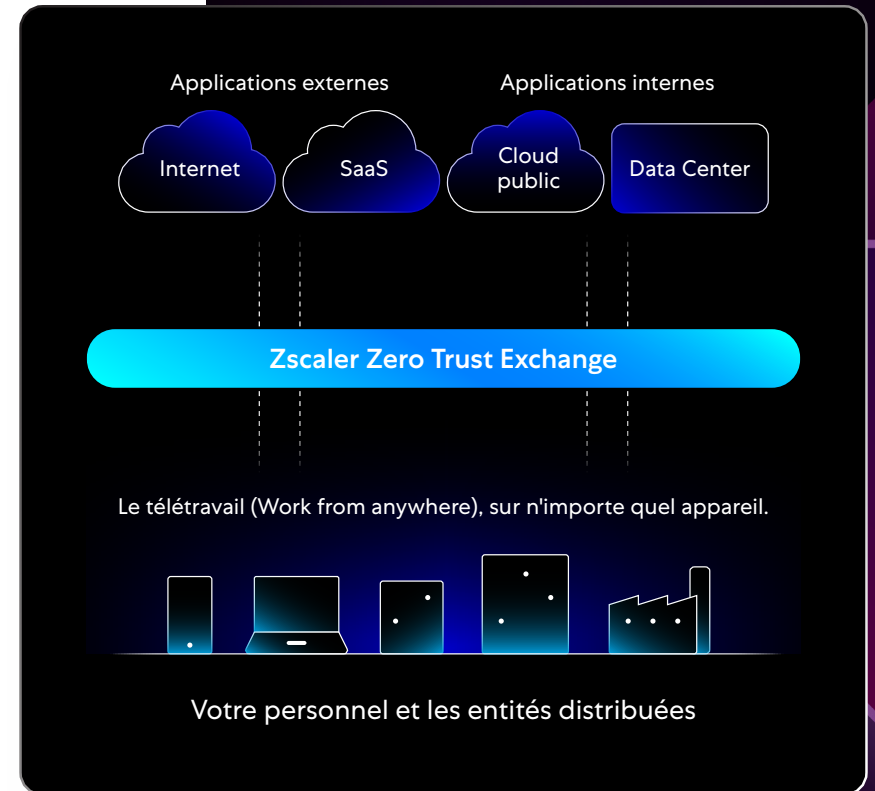 Applications externes
Applications internes
Internet
SaaS
Cloud
public
Data Center
Zscaler Zero Trust Exchange
Le télétravail (Work from anywhere), sur n'importe quel appareil.
Votre personnel et les entités distribuées